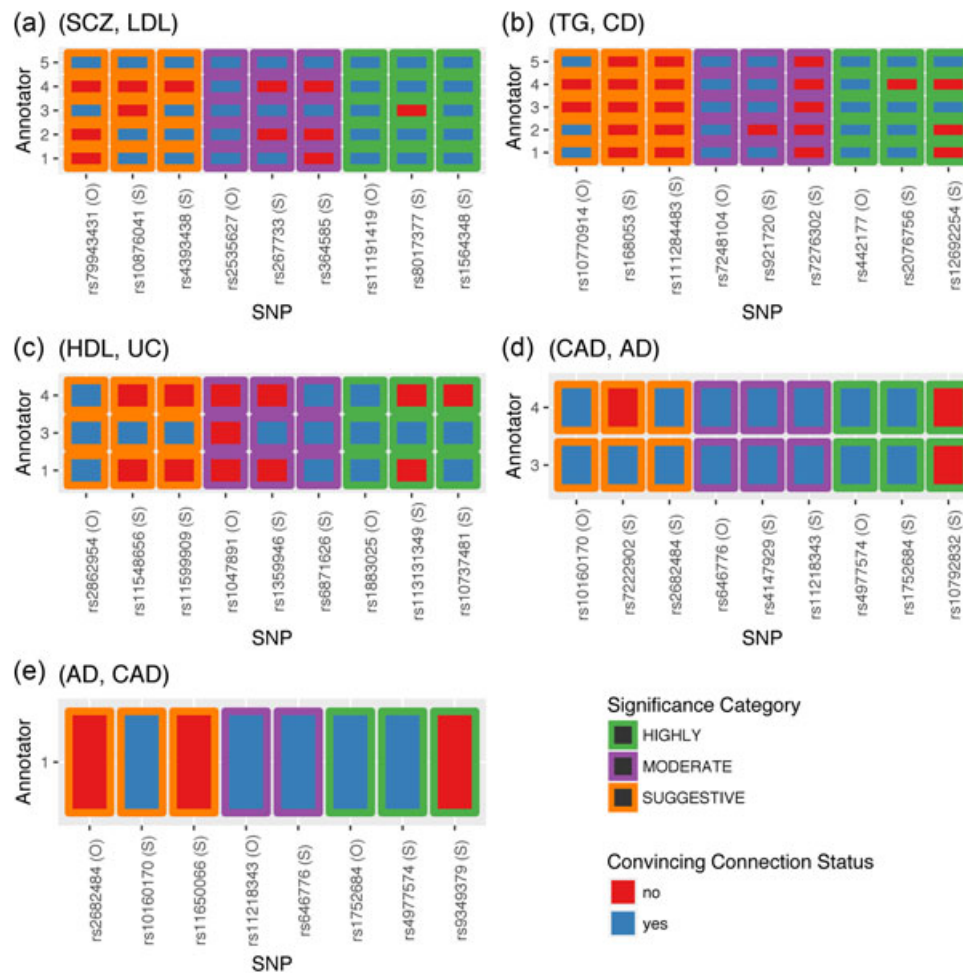 (a) (SCZ, LDL)
Annotator
5
4
3
2
1
rs79943431 (O)
rs10876041 (S)
rs4393438 (S)
rs2535627 (O)
rs2677733 (S)
rs364585 (S)
rs11191419 (O)
rs8017377 (S)
rs1564348 (S)
SNP
(b) (TG, CD)
Annotator
5
4
3
2
1
rs10770914 (O)
rs168053 (S)
rs111284483 (S)
rs7248104 (O)
rs921720 (S)
rs7276302 (S)
rs442177 (O)
rs2076756 (S)
rs12692254 (S)
SNP
(c) (HDL, UC)
Annotator
4
3
1
rs2862954 (O)
rs11548656 (S)
rs11599909 (S)
rs1047891 (O)
rs1359946 (S)
rs6871626 (S)
rs1883025 (O)
rs113131349 (S)
rs10737481 (S)
SNP
(d) (CAD, AD)
Annotator
4
3
rs10160170 (O)
rs7222902 (S)
rs2682484 (S)
rs646776 (O)
rs4147929 (S)
rs11218343 (S)
rs4977574 (O)
rs1752684 (S)
rs10792832 (S)
SNP
(e) (AD, CAD)
Annotator
1
rs2682484 (O)
rs10160170 (S)
rs11650066 (S)
rs11218343 (O)
rs646776 (S)
rs1752684 (O)
rs4977574 (S)
rs9349379 (S)
SNP
Significance Category
HIGHLY
MODERATE
SUGGESTIVE
Convincing Connection Status
no
yes